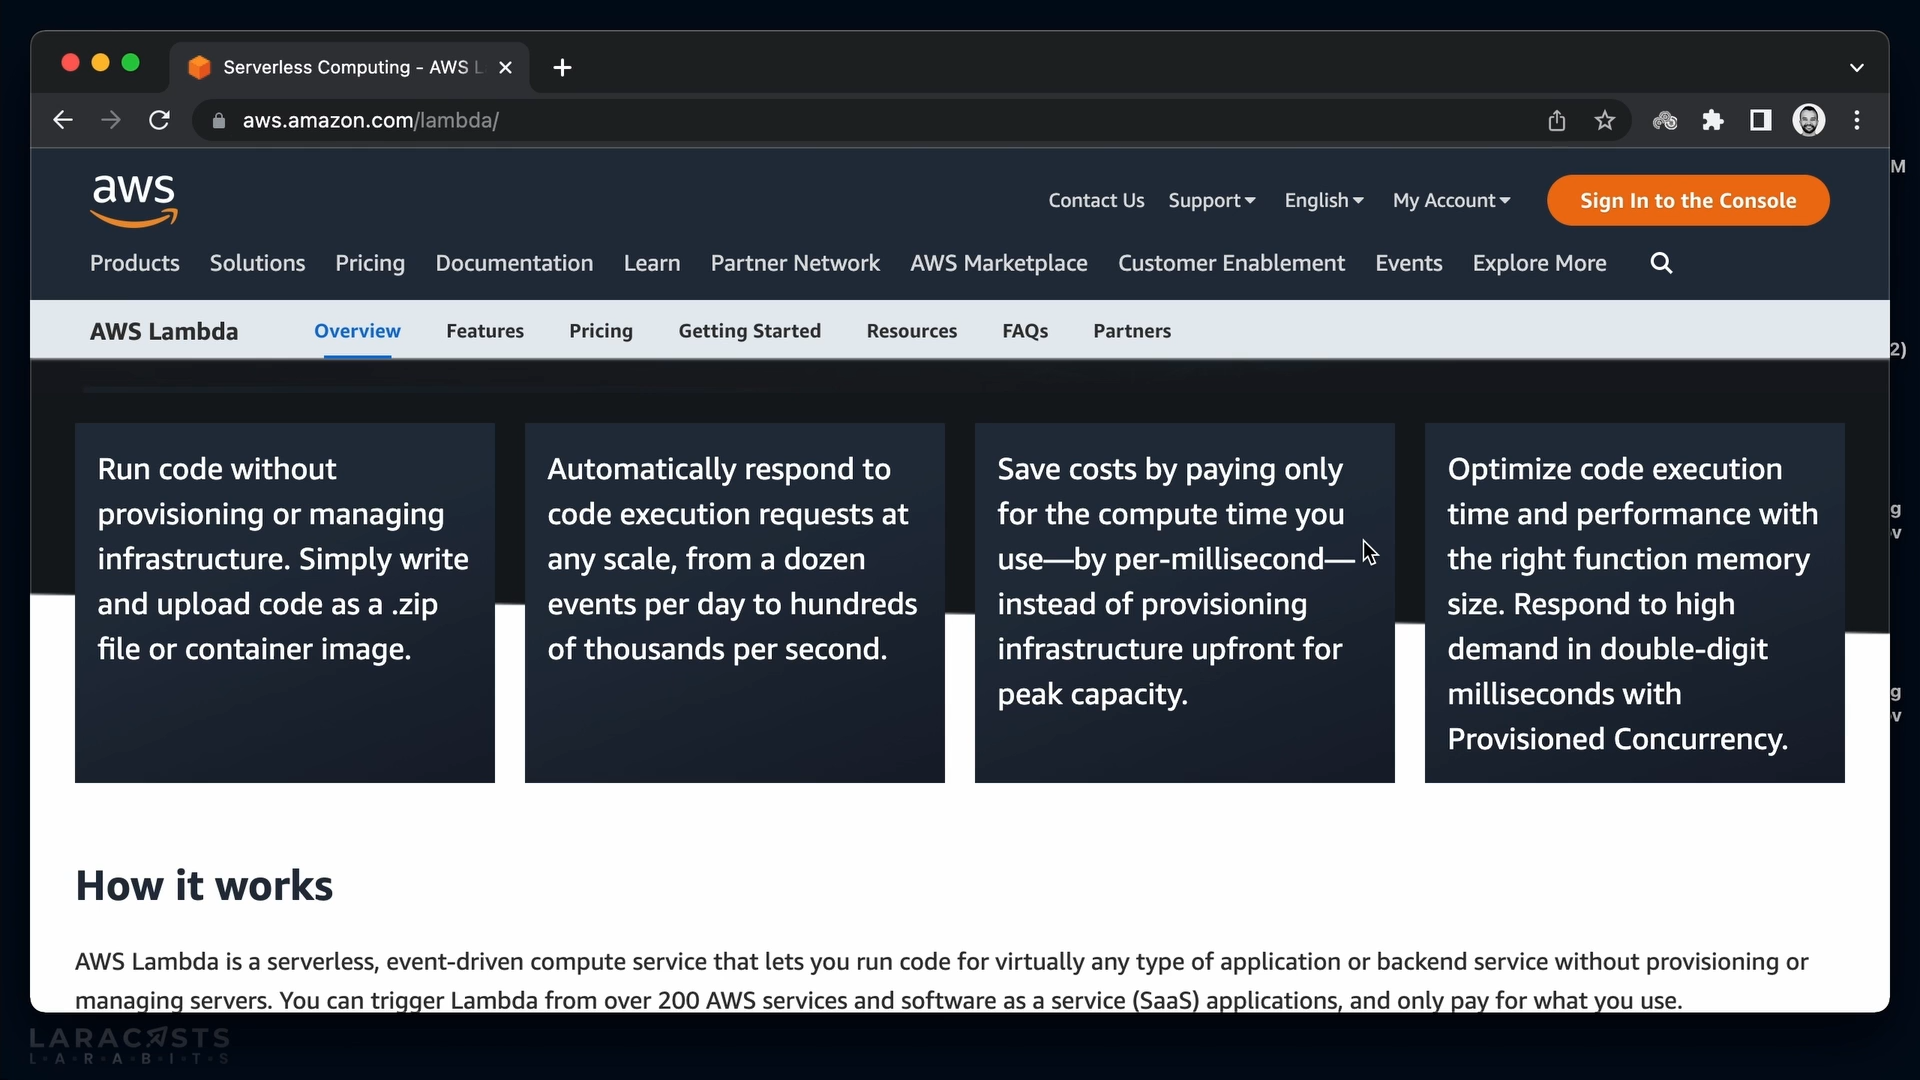 Serverless Computing - AWS L
aws.amazon.com/lambda/
aws
Contact Us Support English My Account Sign In to the Console
Products Solutions Pricing Documentation Learn Partner Network AWS Marketplace Customer Enablement Events Explore More
AWS Lambda Overview Features Pricing Getting Started Resources FAQs Partners
Run code without
provisioning or managing
infrastructure. Simply write
and upload code as a .zip
file or container image.
Automatically respond to
code execution requests at
any scale, from a dozen
events per day to hundreds
of thousands per second.
Save costs by paying only
for the compute time you
use—by per-millisecond—
instead of provisioning
infrastructure upfront for
peak capacity.
Optimize code execution
time and performance with
the right function memory
size. Respond to high
demand in double-digit
milliseconds with
Provisioned Concurrency.
How it works
AWS Lambda is a serverless, event-driven compute service that lets you run code for virtually any type of application or backend service without provisioning or
managing servers. You can trigger Lambda from over 200 AWS services and software as a service (SaaS) applications, and only pay for what you use.
LARACASTS
LARABITS